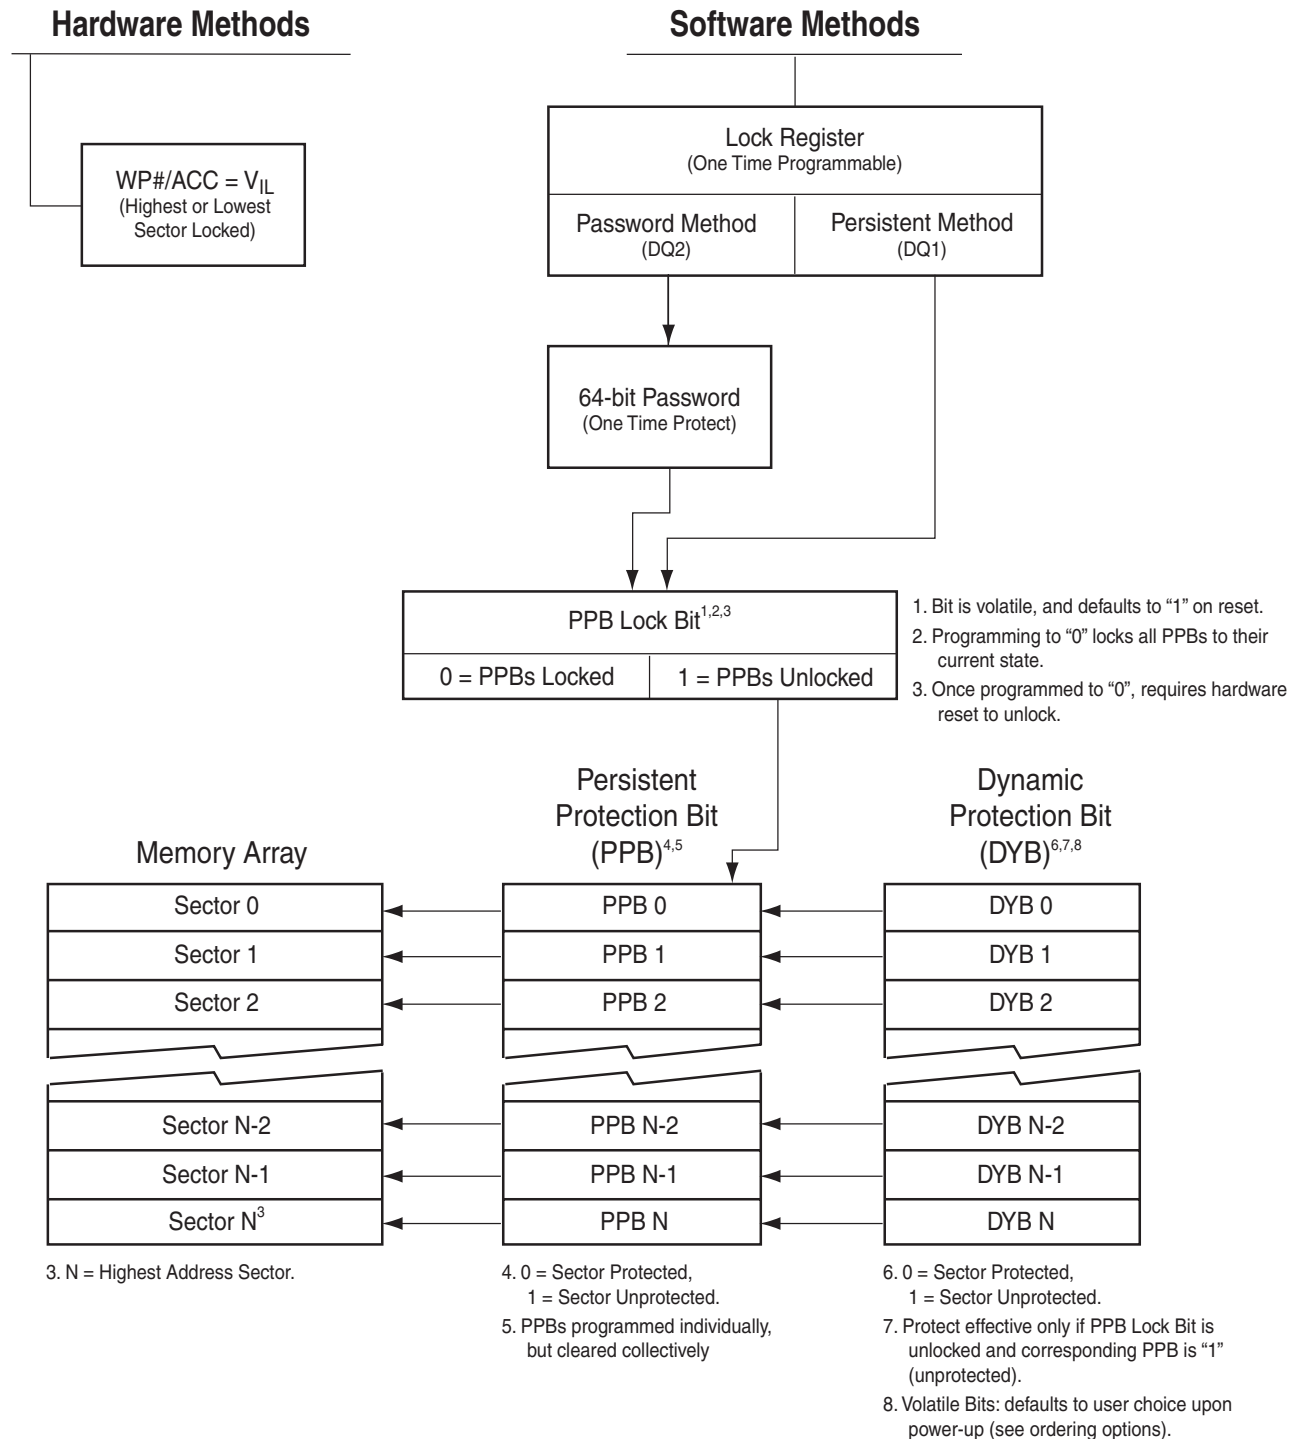 Hardware Methods
Software Methods
WP#/ACC = VIL
(Highest or Lowest
Sector Locked)
Lock Register
(One Time Programmable)
Password Method
(DQ2)
Persistent Method
(DQ1)
64-bit Password
(One Time Protect)
PPB Lock Bit1,2,3
0 = PPBs Locked
1 = PPBs Unlocked
1. Bit is volatile, and defaults to “1” on reset.
2. Programming to “0” locks all PPBs to their
current state.
3. Once programmed to “0”, requires hardware
reset to unlock.
Memory Array
Persistent
Protection Bit
(PPB)4,5
Dynamic
Protection Bit
(DYB)6,7,8
Sector 0
PPB 0
DYB 0
Sector 1
PPB 1
DYB 1
Sector 2
PPB 2
DYB 2
Sector N-2
PPB N-2
DYB N-2
Sector N-1
PPB N-1
DYB N-1
Sector N3
PPB N
DYB N
3. N = Highest Address Sector.
4. 0 = Sector Protected,
1 = Sector Unprotected.
5. PPBs programmed individually,
but cleared collectively
6. 0 = Sector Protected,
1 = Sector Unprotected.
7. Protect effective only if PPB Lock Bit is
unlocked and corresponding PPB is “1”
(unprotected).
8. Volatile Bits: defaults to user choice upon
power-up (see ordering options).